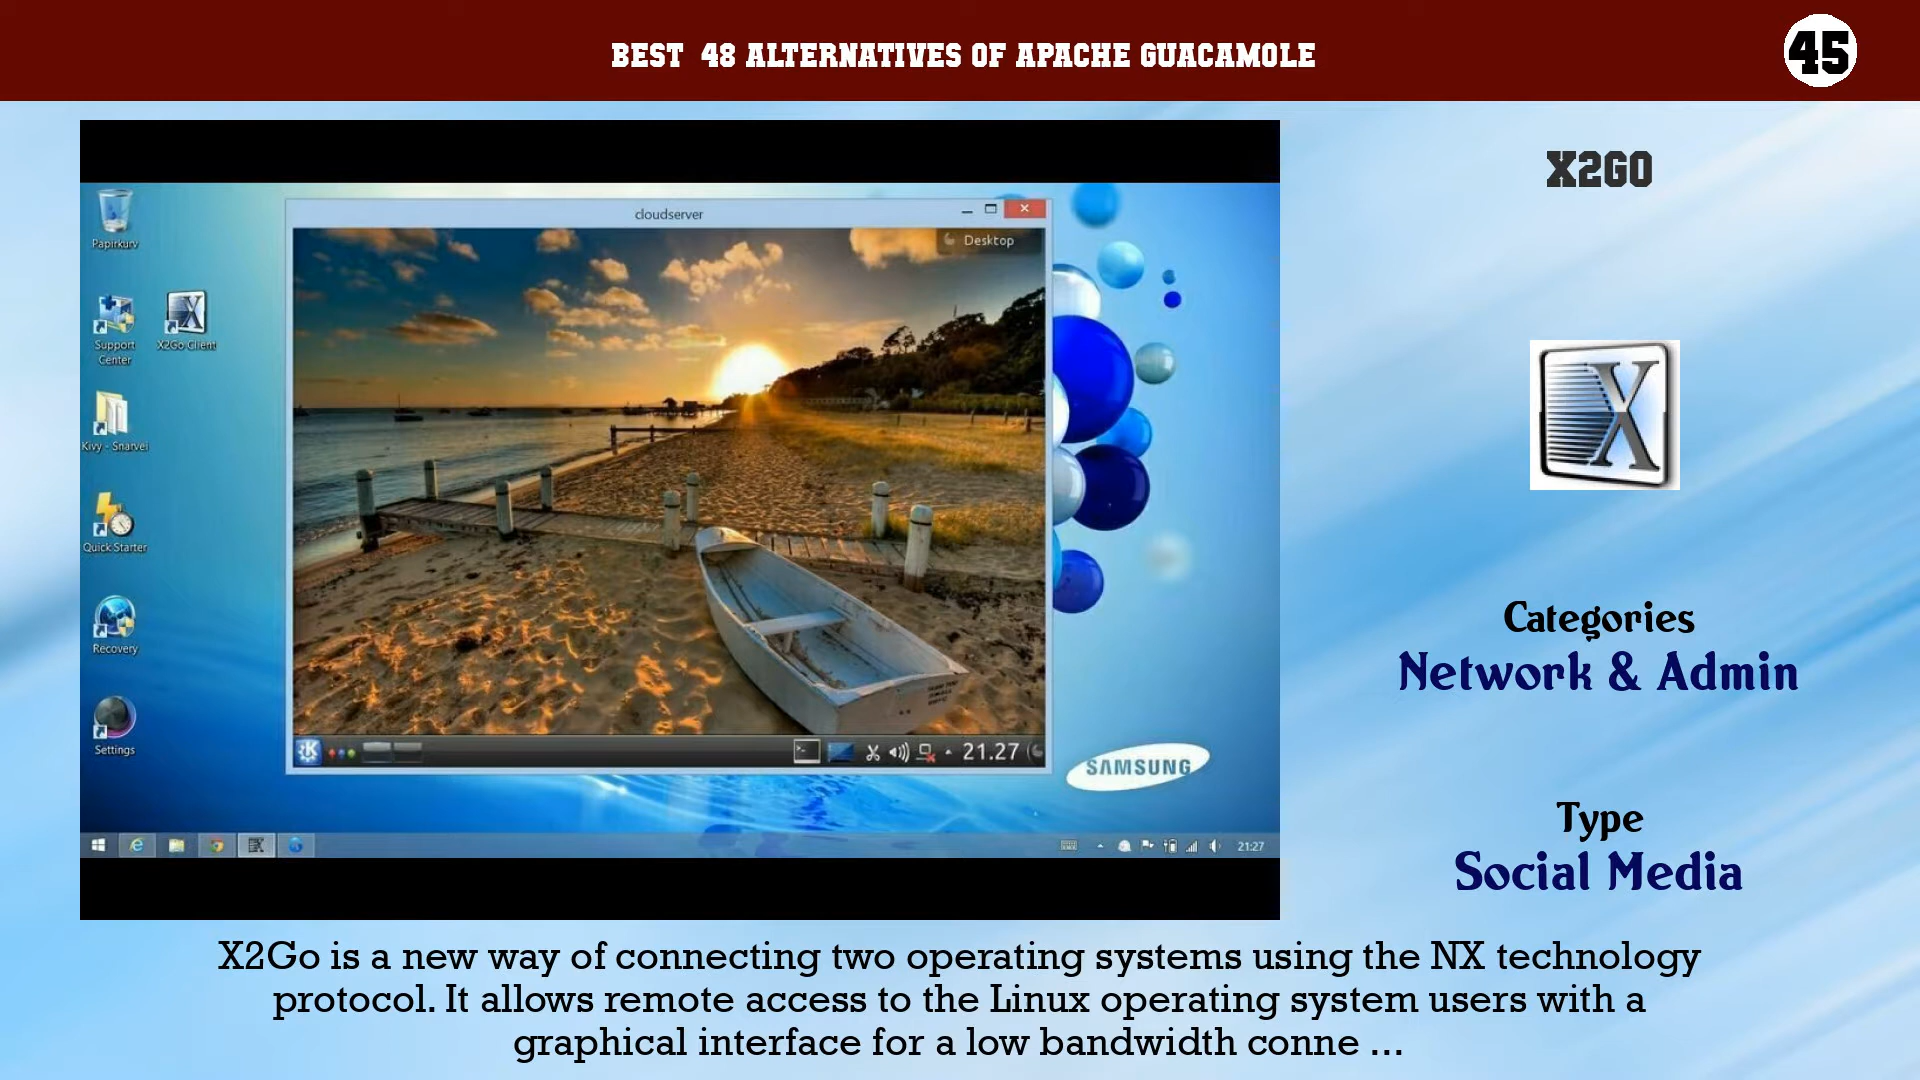 BEST 48 ALTERNATIVES OF APACHE GUACAMOLE
45
X2GO
Papirkurv
cloudserver
Desktop
Support
Center
X2Go Client
Kivy - Snarvei
Quick Starter
Recovery
Settings
21.27
SAMSUNG
21:27
Categories
Network & Admin
Type
Social Media
X2Go is a new way of connecting two operating systems using the NX technology
protocol. It allows remote access to the Linux operating system users with a
graphical interface for a low bandwidth conne ...